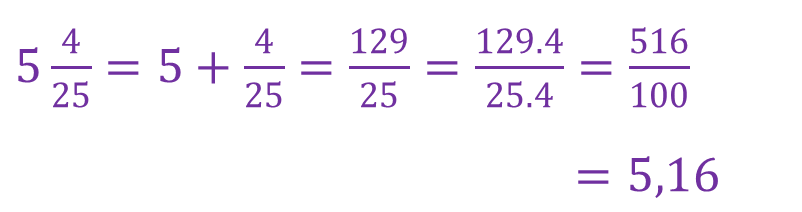 5 4/25 = 5 + 4/25 = 129/25 = 129.4/25.4 = 516/100
= 5,16